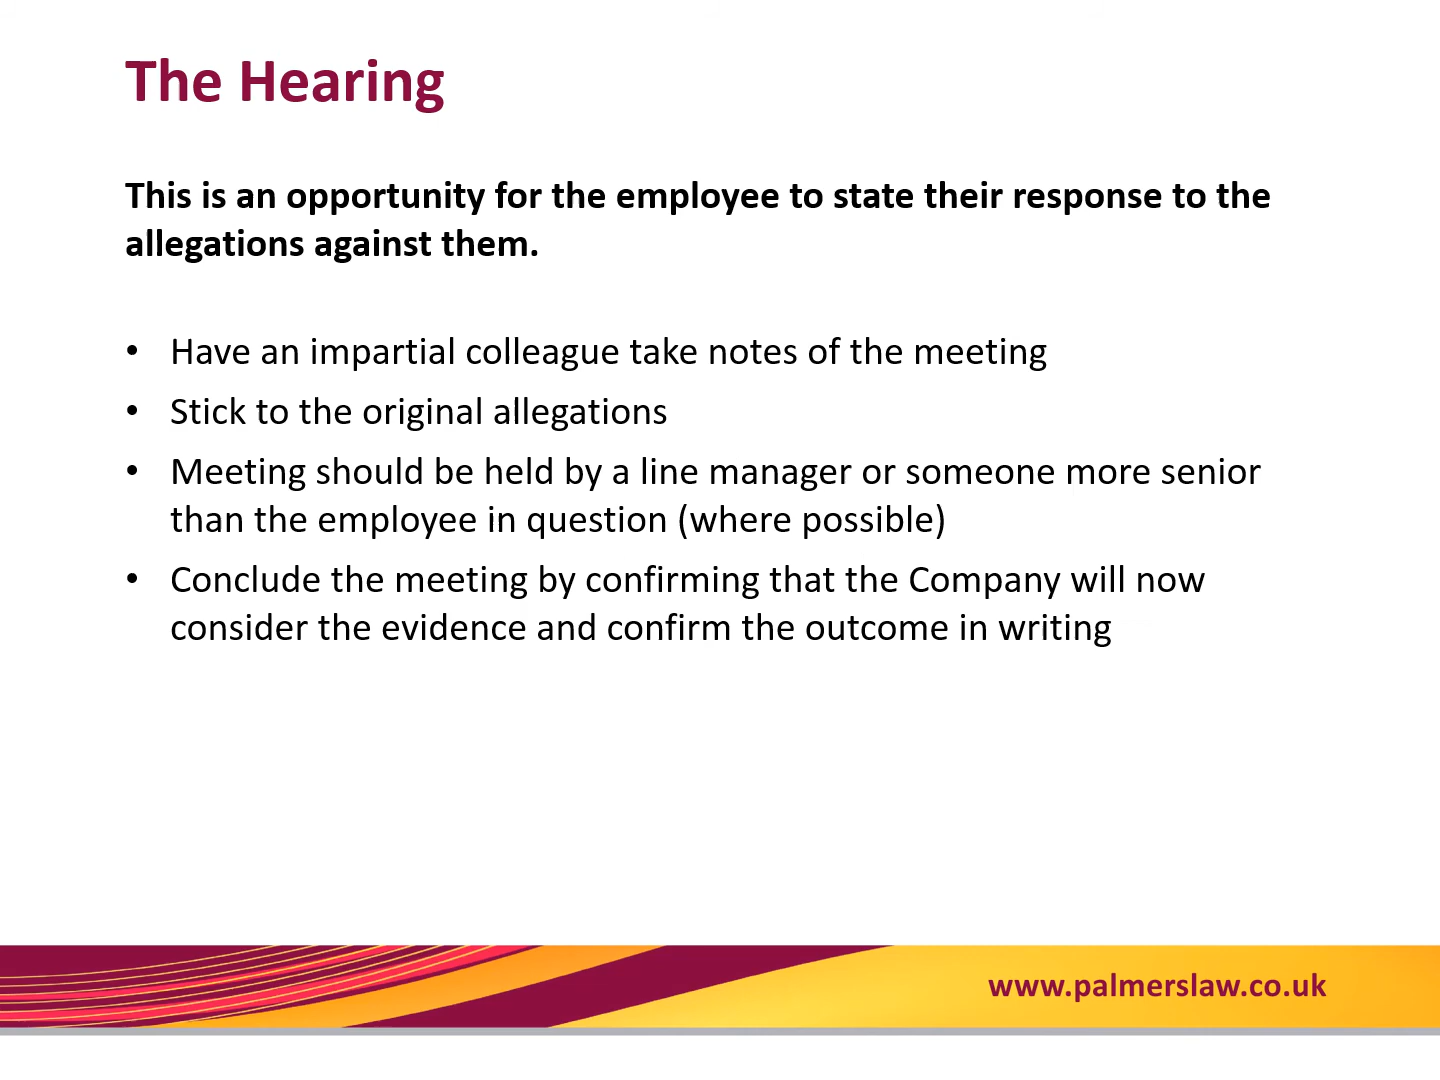 The Hearing
This is an opportunity for the employee to state their response to the
allegations against them.
• Have an impartial colleague take notes of the meeting
• Stick to the original allegations
• Meeting should be held by a line manager or someone more senior
than the employee in question (where possible)
• Conclude the meeting by confirming that the Company will now
consider the evidence and confirm the outcome in writing
www.palmerslaw.co.uk